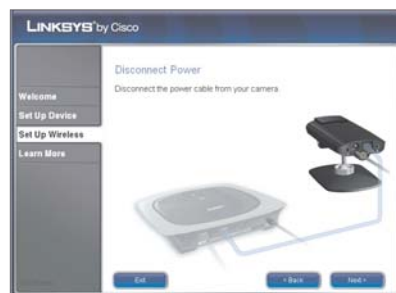 LINKSYS® by Cisco
Disconnect Power
Disconnect the power cable from your camera.
Welcome
Set Up Device
Set Up Wireless
Learn More
Exit
‹ Back
Next ›